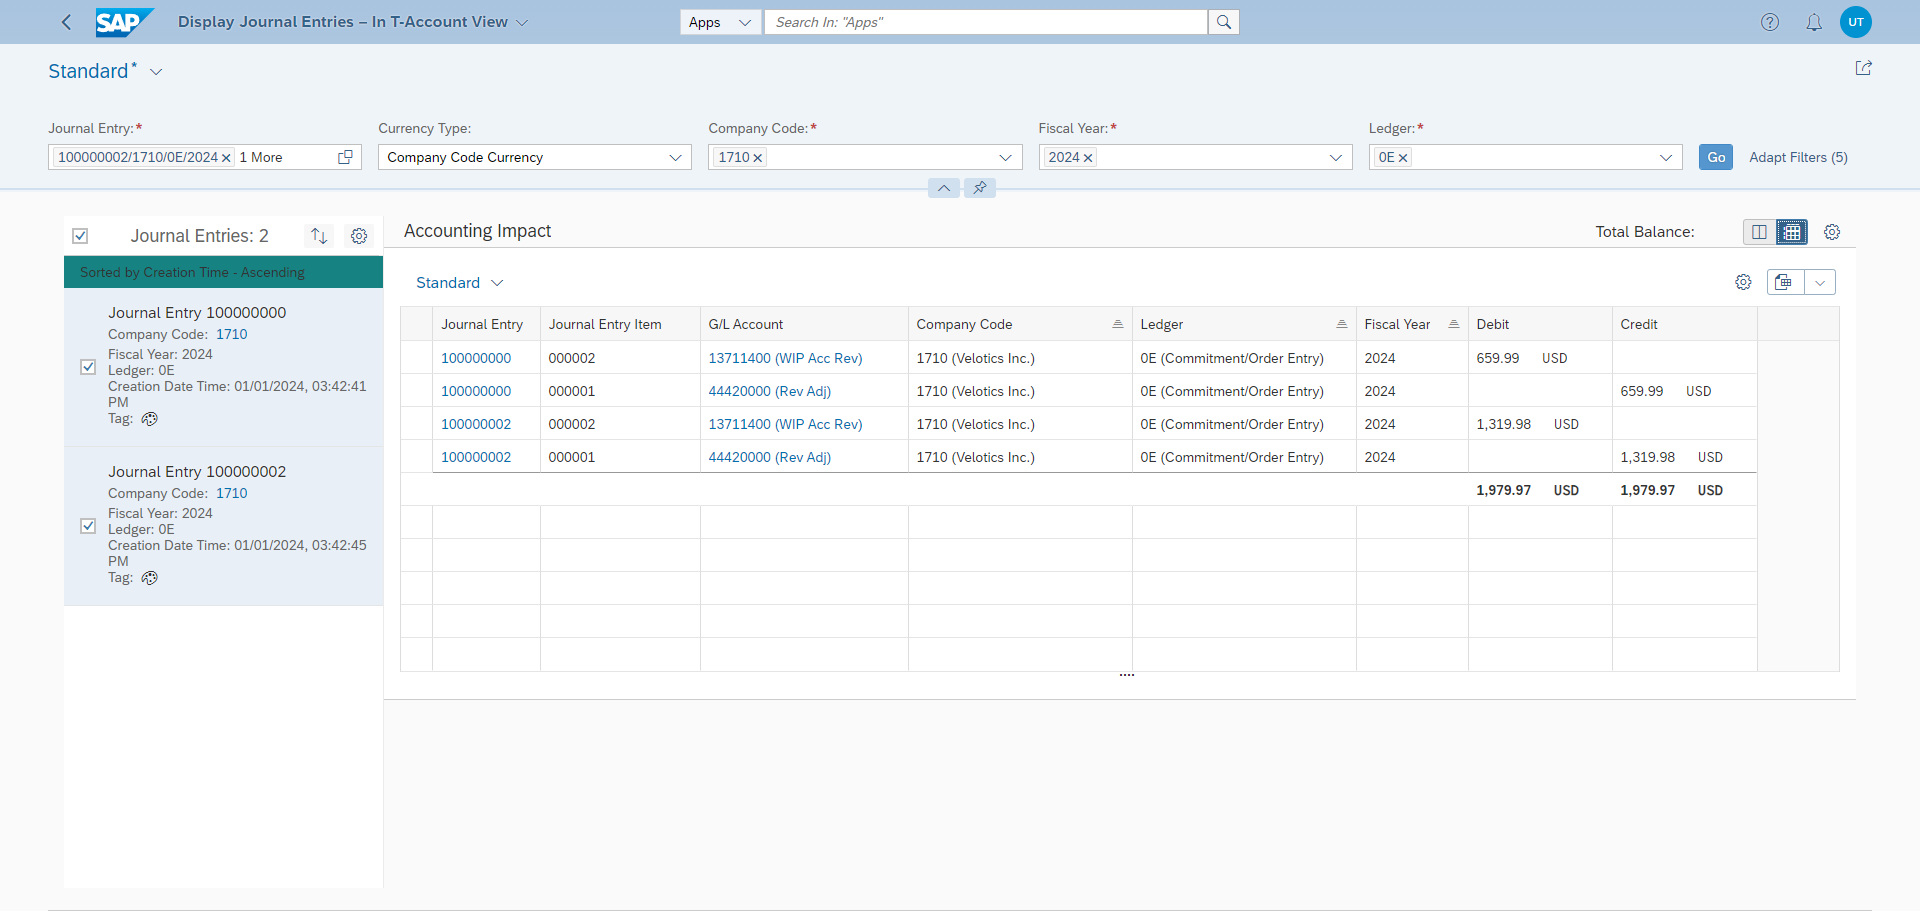 SAP Display Journal Entries – In T-Account View Apps Search In: "Apps" UT
Standard*
Journal Entry:* Currency Type: Company Code:* Fiscal Year:* Ledger:*
100000002/1710/0E/2024 1 More Company Code Currency 1710 2024 0E Go Adapt Filters (5)
Journal Entries: 2
Sorted by Creation Time - Ascending
Journal Entry 100000000
Company Code: 1710
Fiscal Year: 2024
Ledger: 0E
Creation Date Time: 01/01/2024, 03:42:41
PM
Tag:
Journal Entry 100000002
Company Code: 1710
Fiscal Year: 2024
Ledger: 0E
Creation Date Time: 01/01/2024, 03:42:45
PM
Tag:
Accounting Impact Total Balance:
Standard
Journal Entry Journal Entry Item G/L Account Company Code Ledger Fiscal Year Debit Credit
100000000 000002 13711400 (WIP Acc Rev) 1710 (Velotics Inc.) 0E (Commitment/Order Entry) 2024 659.99 USD
100000000 000001 44420000 (Rev Adj) 1710 (Velotics Inc.) 0E (Commitment/Order Entry) 2024 659.99 USD
100000002 000002 13711400 (WIP Acc Rev) 1710 (Velotics Inc.) 0E (Commitment/Order Entry) 2024 1,319.98 USD
100000002 000001 44420000 (Rev Adj) 1710 (Velotics Inc.) 0E (Commitment/Order Entry) 2024 1,319.98 USD
1,979.97 USD 1,979.97 USD